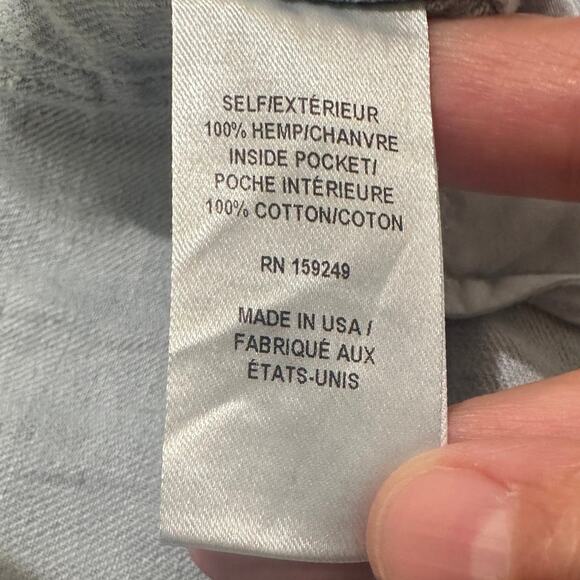 SELF/EXTÉRIEUR
100% HEMP/CHANVRE
INSIDE POCKET/
POCHE INTÉRIEURE
100% COTTON/COTON
RN 159249
MADE IN USA /
FABRIQUÉ AUX
ÉTATS-UNIS